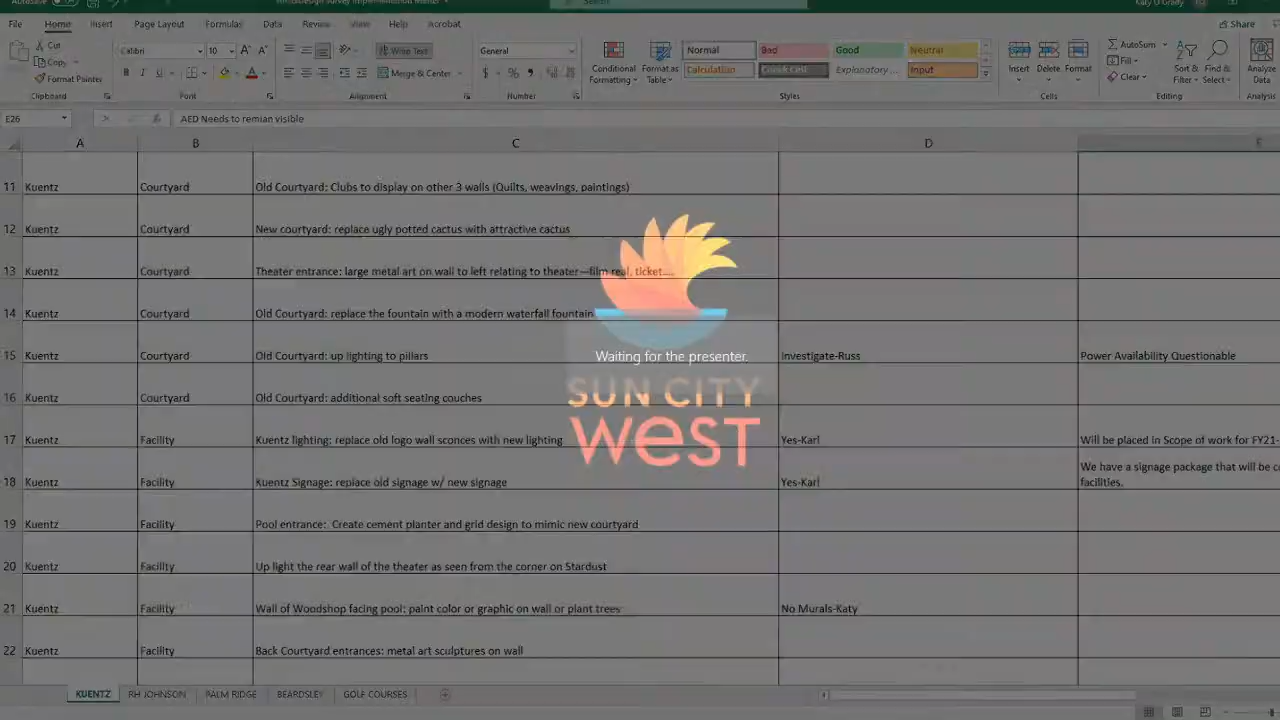 AutoSave
Search
Katy O'Grady
File Home Insert Page Layout Formulas Data Review View Help Acrobat Share
Cut
Copy
Format Painter
Clipboard
Calibri 10
B I U
Font
Wrap Text
Merge & Center
Alignment
General
$ %
Number
Conditional Formatting
Format as Table
Normal Bad Good Neutral
Calculation Check Cell Explanatory ... Input
Styles
Insert Delete Format
Cells
AutoSum
Fill
Clear
Sort & Filter
Find & Select
Editing
Analyze Data
Analysis
E26 AED Needs to remian visible
A B C D E
11 Kuentz Courtyard Old Courtyard: Clubs to display on other 3 walls (Quilts, weavings, paintings)
12 Kuentz Courtyard New courtyard: replace ugly potted cactus with attractive cactus
13 Kuentz Courtyard Theater entrance: large metal art on wall to left relating to theater—film real, ticket....
14 Kuentz Courtyard Old Courtyard: replace the fountain with a modern waterfall fountain
15 Kuentz Courtyard Old Courtyard: up lighting to pillars Investigate-Russ Power Availability Questionable
Waiting for the presenter.
16 Kuentz Courtyard Old Courtyard: additional soft seating couches
SUN CITY
WEST
17 Kuentz Facility Kuentz lighting: replace old logo wall sconces with new lighting Yes-Karl Will be placed in Scope of work for FY21-
18 Kuentz Facility Kuentz Signage: replace old signage w/ new signage Yes-Karl We have a signage package that will be co
facilities.
19 Kuentz Facility Pool entrance: Create cement planter and grid design to mimic new courtyard
20 Kuentz Facility Up light the rear wall of the theater as seen from the corner on Stardust
21 Kuentz Facility Wall of Woodshop facing pool: paint color or graphic on wall or plant trees No Murals-Katy
22 Kuentz Facility Back Courtyard entrances: metal art sculptures on wall
KUENTZ RH JOHNSON PALM RIDGE BEARDSLEY GOLF COURSES